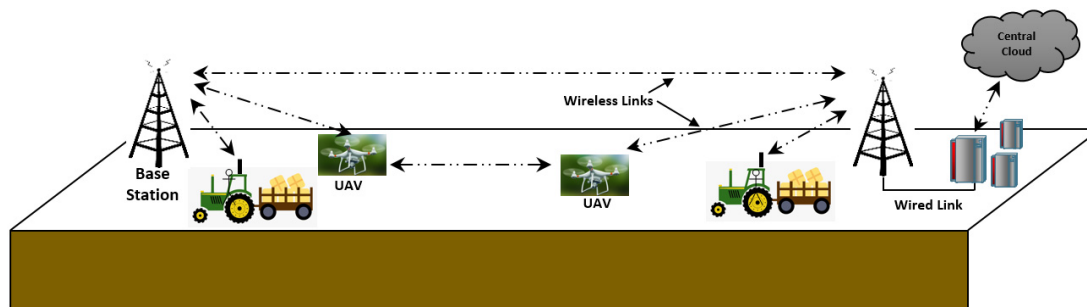 Central
Cloud
Wireless Links
Base
Station
UAV
UAV
Wired Link